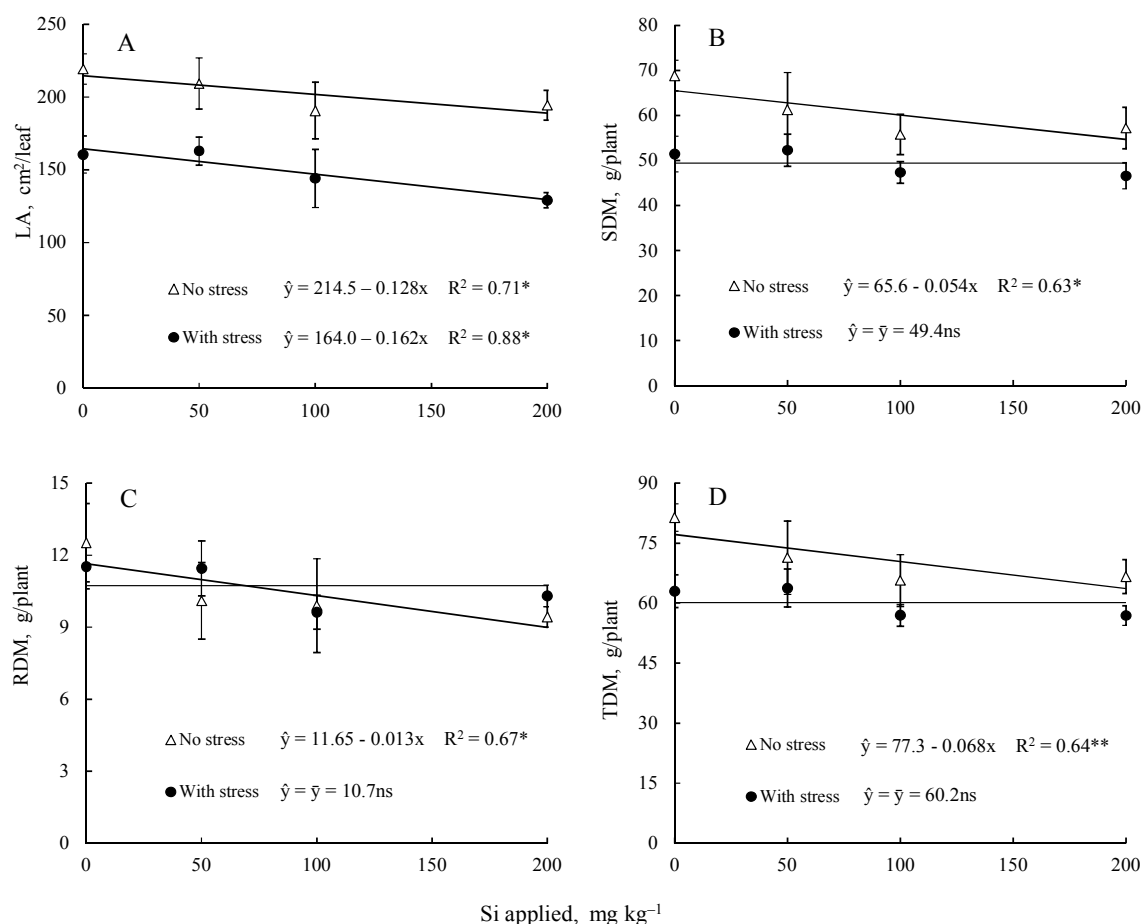 A
250
200
150
100
50
0
LA, cm²/leaf
△ No stress ŷ = 214.5 – 0.128x R² = 0.71*
● With stress ŷ = 164.0 – 0.162x R² = 0.88*
0 50 100 150 200
B
80
70
60
50
40
30
20
10
0
SDM, g/plant
△ No stress ŷ = 65.6 - 0.054x R² = 0.63*
● With stress ŷ = ȳ = 49.4ns
0 50 100 150 200
C
15
12
9
6
3
0
RDM, g/plant
△ No stress ŷ = 11.65 - 0.013x R² = 0.67*
● With stress ŷ = ȳ = 10.7ns
0 50 100 150 200
D
90
75
60
45
30
15
0
TDM, g/plant
△ No stress ŷ = 77.3 - 0.068x R² = 0.64**
● With stress ŷ = ȳ = 60.2ns
0 50 100 150 200
Si applied, mg kg⁻¹